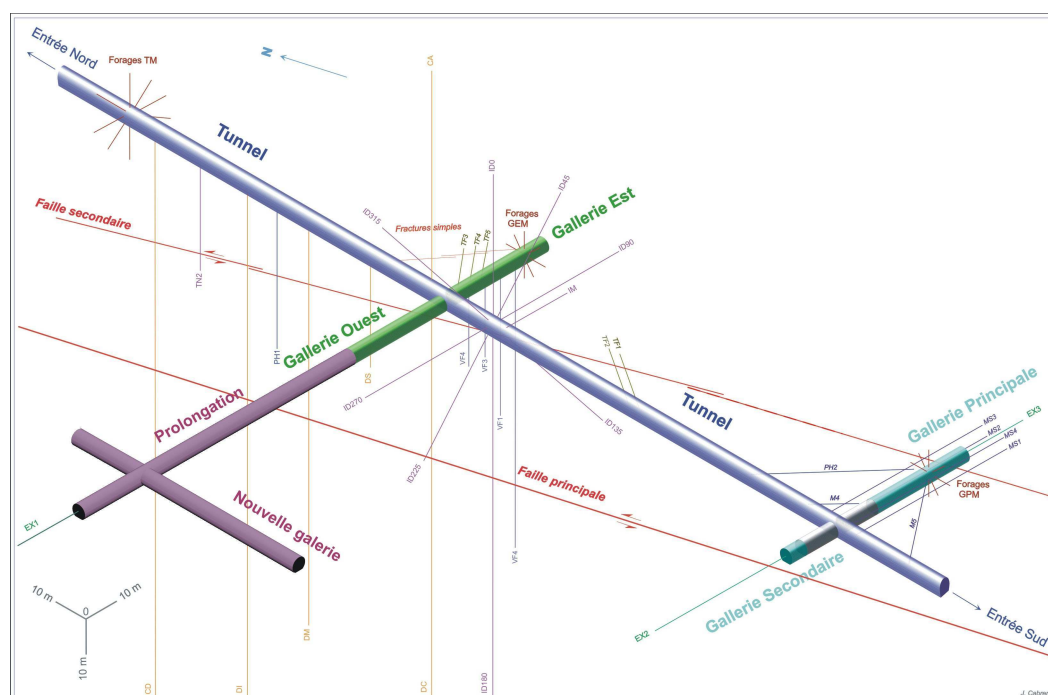 Entrée Nord
Forages TM
N
CA
Tunnel
ID0
ID45
Faille secondaire
ID315
Fractures simples
TF3
TF4
TF5
Forages
GEM
Gallerie Est
ID90
IM
TN2
PH1
Gallerie Ouest
DS
VF4
VF3
ID270
TF2
TF1
Prolongation
VF1
ID135
ID225
Tunnel
Gallerie Principale
MS3
MS2
MS4
MS1
EX3
PH2
Forages
GPM
M4
M5
Faille principale
Nouvelle galerie
EX1
VF4
Gallerie Secondaire
EX2
Entrée Sud
10 m
0
10 m
10 m
CD
DI
DM
DC
ID180